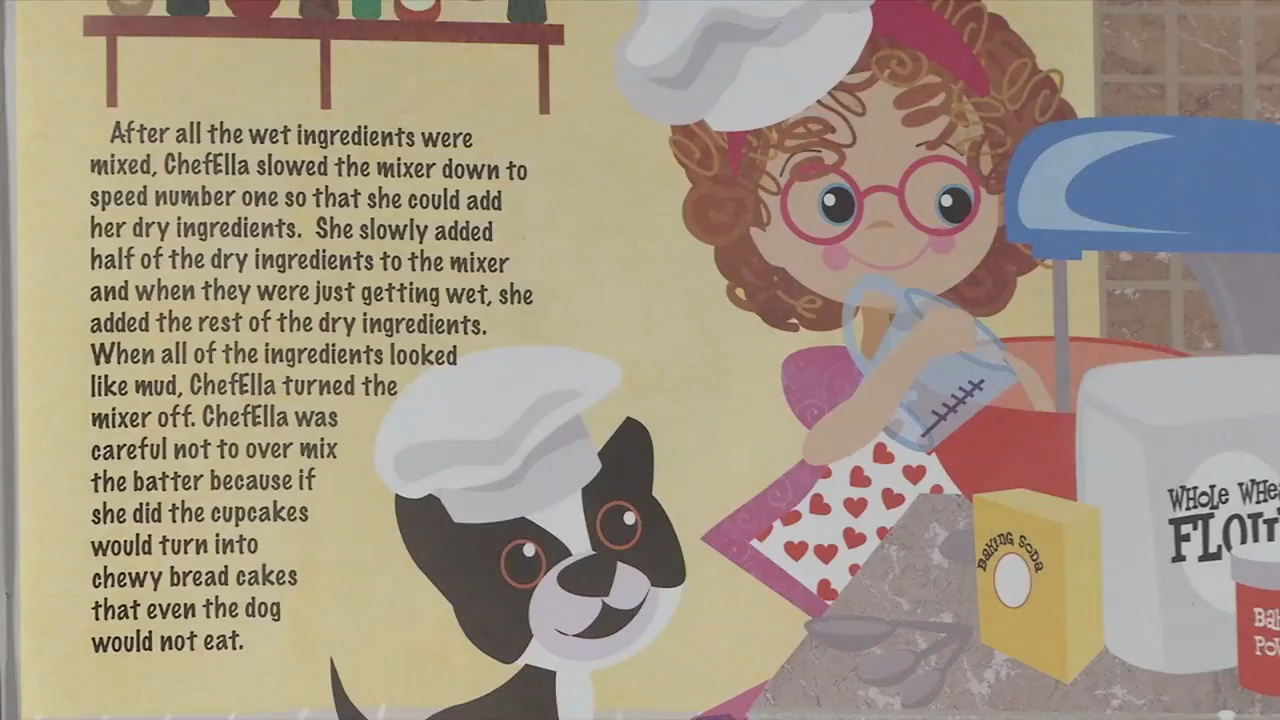 After all the wet ingredients were
mixed, ChefElla slowed the mixer down to
speed number one so that she could add
her dry ingredients. She slowly added
half of the dry ingredients to the mixer
and when they were just getting wet, she
added the rest of the dry ingredients.
When all of the ingredients looked
like mud, ChefElla turned the
mixer off. ChefElla was
careful not to over mix
the batter because if
she did the cupcakes
would turn into
chewy bread cakes
that even the dog
would not eat.
BAKING SODA
WHOLE